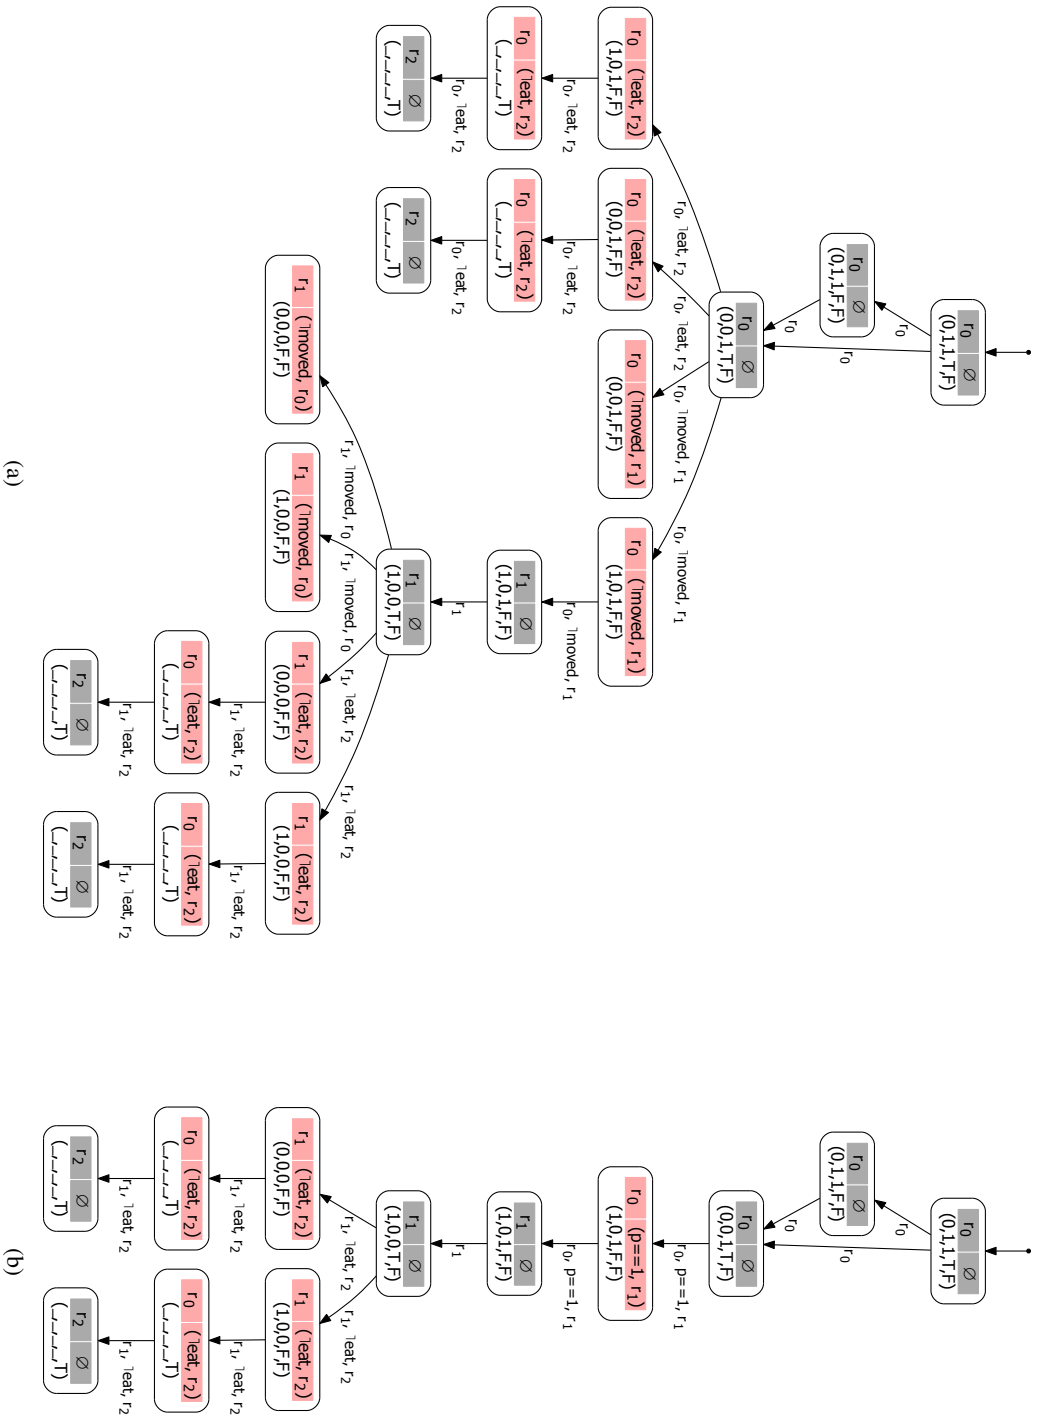 r0 ∅
(0,1,1,T,F)
r0
r0
r0 ∅
(0,1,1,F,F)
r0
r0 ∅
(0,0,1,T,F)
r0, ¬eat, r2
r0, ¬eat, r2
r0, ¬moved, r1
r0, ¬moved, r1
r0 (¬eat, r2)
(1,0,1,F,F)
r0 (¬eat, r2)
(0,0,1,F,F)
r0 (¬moved, r1)
(0,0,1,F,F)
r0 (¬moved, r1)
(1,0,1,F,F)
r0, ¬eat, r2
r0, ¬eat, r2
r0, ¬moved, r1
r0 (¬eat, r2)
(_,_,_,_,T)
r0 (¬eat, r2)
(_,_,_,_,T)
r1 ∅
(1,0,1,F,F)
r0, ¬eat, r2
r0, ¬eat, r2
r1
r2 ∅
(_,_,_,_,T)
r2 ∅
(_,_,_,_,T)
r1 ∅
(1,0,0,T,F)
r1, ¬moved, r0
r1, ¬moved, r0
r1, ¬eat, r2
r1, ¬eat, r2
r1 (¬moved, r0)
(0,0,0,F,F)
r1 (¬moved, r0)
(1,0,0,F,F)
r1 (¬eat, r2)
(0,0,0,F,F)
r1 (¬eat, r2)
(1,0,0,F,F)
r1, ¬eat, r2
r1, ¬eat, r2
r0 (¬eat, r2)
(_,_,_,_,T)
r0 (¬eat, r2)
(_,_,_,_,T)
r1, ¬eat, r2
r1, ¬eat, r2
r2 ∅
(_,_,_,_,T)
r2 ∅
(_,_,_,_,T)
(a)
r0 ∅
(0,1,1,T,F)
r0
r0
r0 ∅
(0,1,1,F,F)
r0
r0 ∅
(0,0,1,T,F)
r0, p==1, r1
r0 (p==1, r1)
(1,0,1,F,F)
r0, p==1, r1
r1 ∅
(1,0,1,F,F)
r1
r1 ∅
(1,0,0,T,F)
r1, ¬eat, r2
r1, ¬eat, r2
r1 (¬eat, r2)
(0,0,0,F,F)
r1 (¬eat, r2)
(1,0,0,F,F)
r1, ¬eat, r2
r1, ¬eat, r2
r0 (¬eat, r2)
(_,_,_,_,T)
r0 (¬eat, r2)
(_,_,_,_,T)
r1, ¬eat, r2
r1, ¬eat, r2
r2 ∅
(_,_,_,_,T)
r2 ∅
(_,_,_,_,T)
(b)